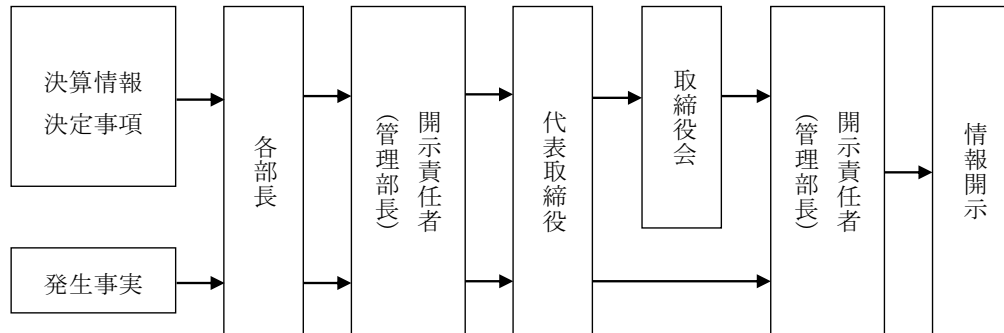 決算情報
決定事項
発生事実
各部長
開示責任者
(管理部長)
代表取締役
取締役会
開示責任者
(管理部長)
情報開示